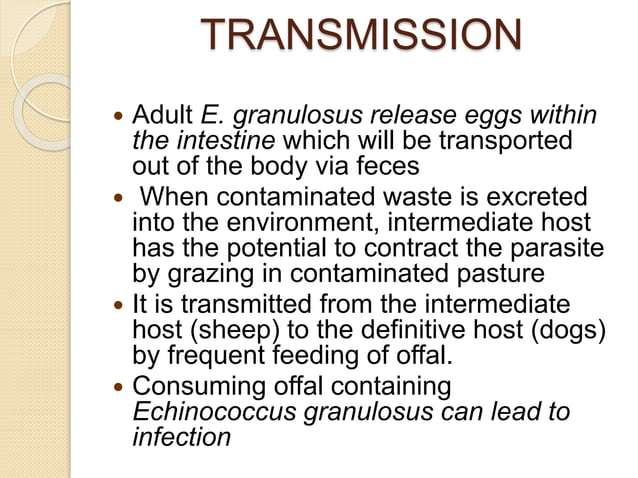 TRANSMISSION
• Adult E. granulosus release eggs within
the intestine which will be transported
out of the body via feces
• When contaminated waste is excreted
into the environment, intermediate host
has the potential to contract the parasite
by grazing in contaminated pasture
• It is transmitted from the intermediate
host (sheep) to the definitive host (dogs)
by frequent feeding of offal.
• Consuming offal containing
Echinococcus granulosus can lead to
infection